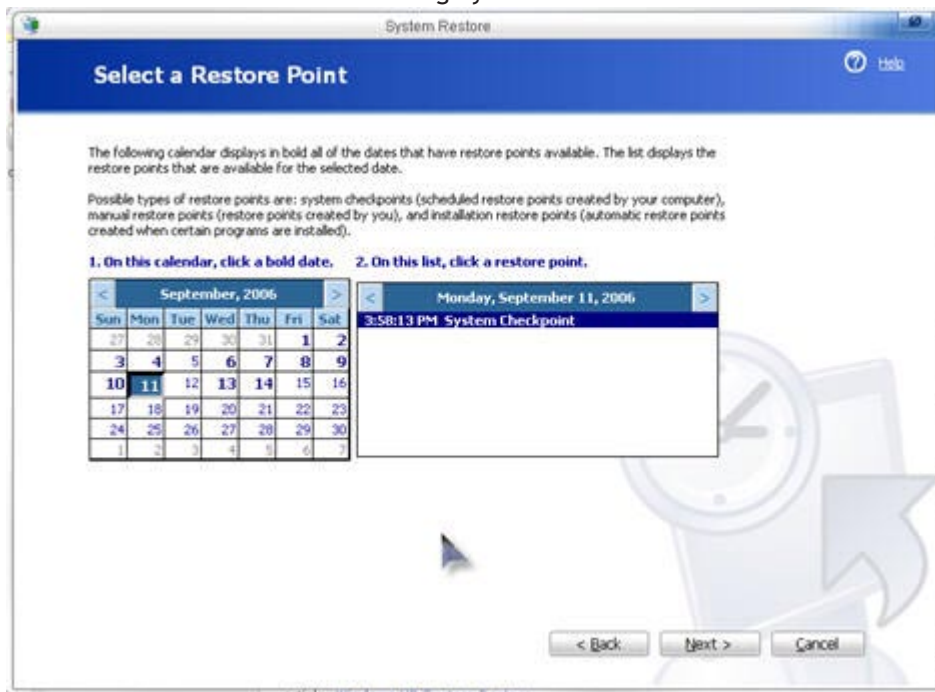 System Restore
Select a Restore Point
Help
The following calendar displays in bold all of the dates that have restore points available. The list displays the
restore points that are available for the selected date.
Possible types of restore points are: system checkpoints (scheduled restore points created by your computer),
manual restore points (restore points created by you), and installation restore points (automatic restore points
created when certain programs are installed).
1. On this calendar, click a bold date.
2. On this list, click a restore point.
< September, 2006 >
Sun Mon Tue Wed Thu Fri Sat
27 28 29 30 31 1 2
3 4 5 6 7 8 9
10 11 12 13 14 15 16
17 18 19 20 21 22 23
24 25 26 27 28 29 30
1 2 3 4 5 6 7
< Monday, September 11, 2006 >
3:58:13 PM System Checkpoint
< Back Next > Cancel